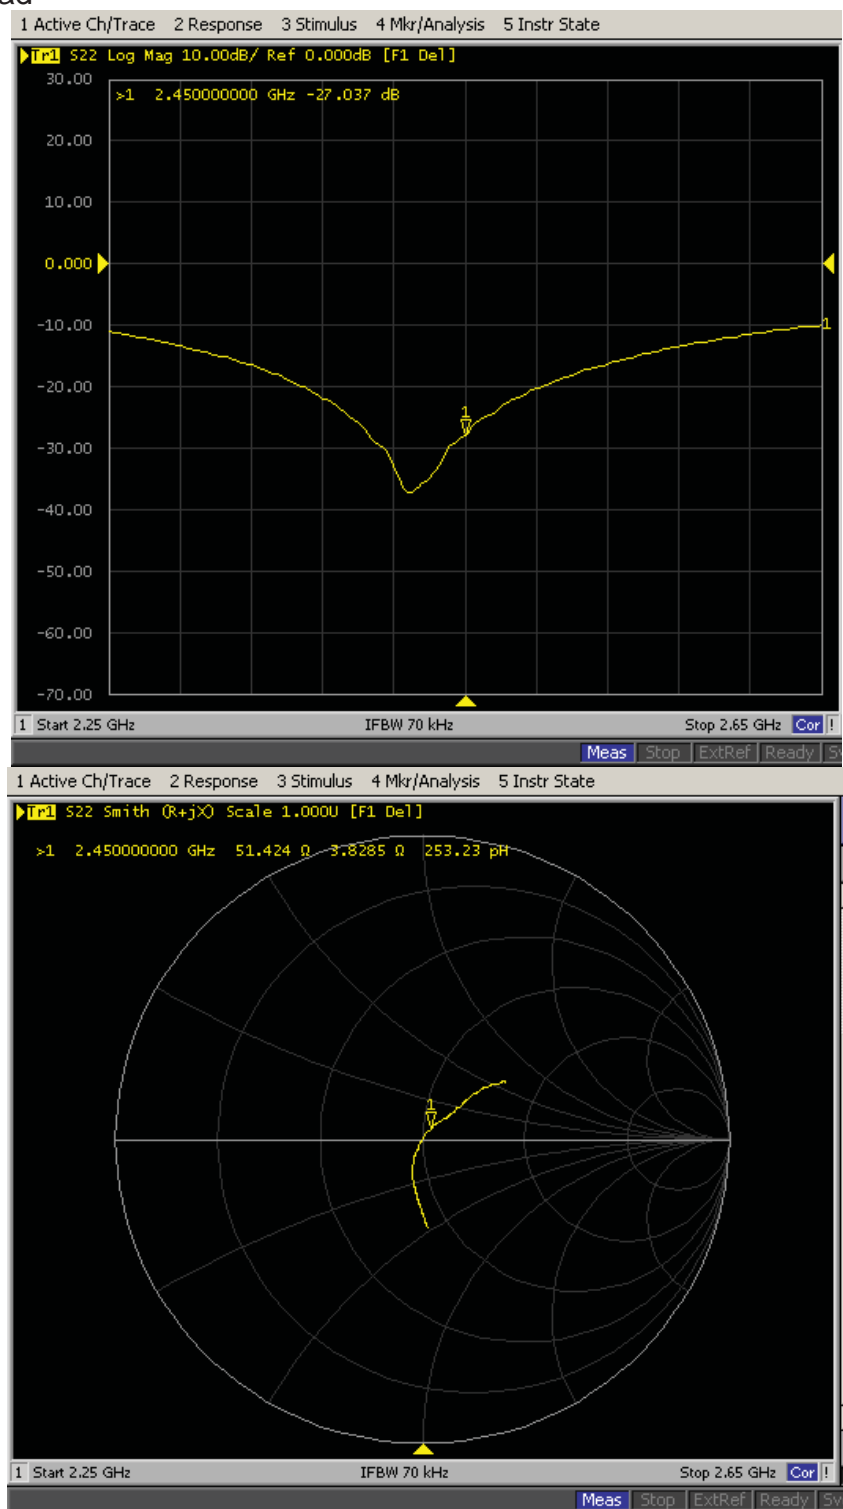 ad
1 Active Ch/Trace 2 Response 3 Stimulus 4 Mkr/Analysis 5 Instr State
Tr1 S22 Log Mag 10.00dB/ Ref 0.000dB [F1 Del]
30.00
>1 2.450000000 GHz -27.037 dB
20.00
10.00
0.000
-10.00
1
-20.00
1
-30.00
-40.00
-50.00
-60.00
-70.00
1 Start 2.25 GHz IFBW 70 kHz Stop 2.65 GHz Cor !
Meas Stop ExtRef Ready
1 Active Ch/Trace 2 Response 3 Stimulus 4 Mkr/Analysis 5 Instr State
Tr1 S22 Smith (R+jX) Scale 1.000U [F1 Del]
>1 2.450000000 GHz 51.424 Ω 3.8285 Ω 253.23 pH
1
1 Start 2.25 GHz IFBW 70 kHz Stop 2.65 GHz Cor !
Meas Stop ExtRef Ready